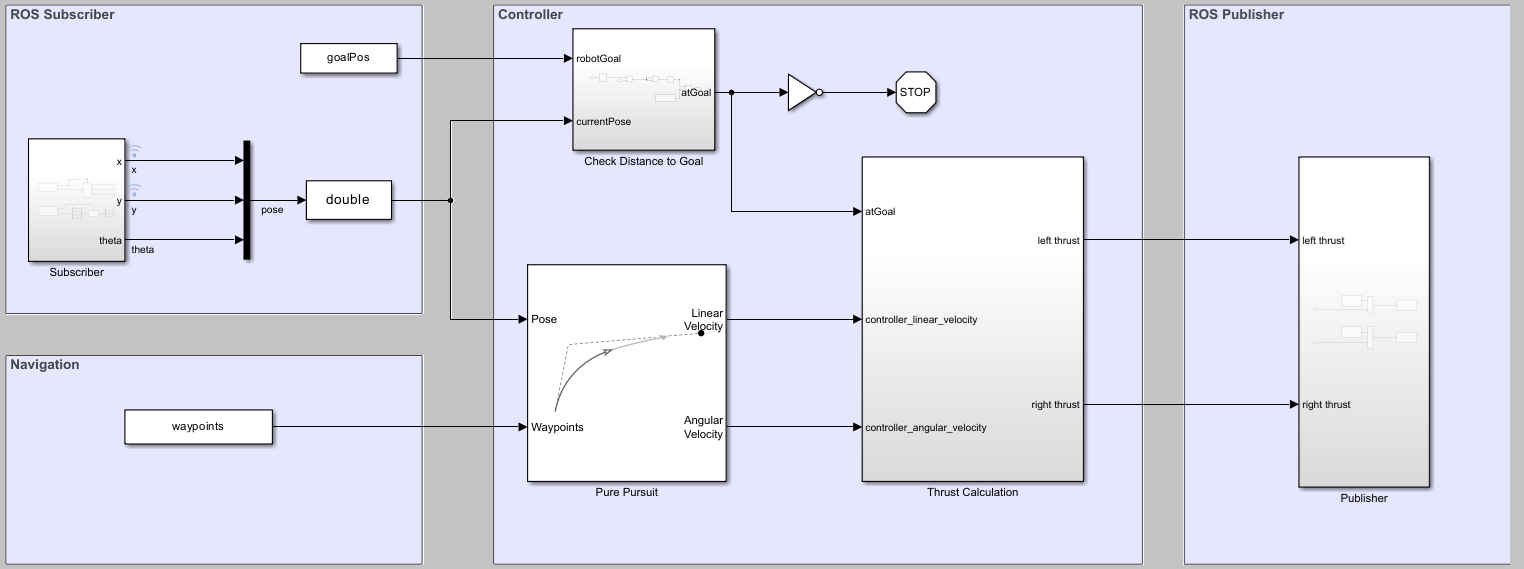 ROS Subscriber
goalPos
x
x
y
y
theta
theta
Subscriber
pose
double
Navigation
waypoints
Controller
robotGoal
currentPose
atGoal
Check Distance to Goal
STOP
Pose
Waypoints
Linear
Velocity
Angular
Velocity
Pure Pursuit
atGoal
controller_linear_velocity
controller_angular_velocity
left thrust
right thrust
Thrust Calculation
ROS Publisher
left thrust
right thrust
Publisher